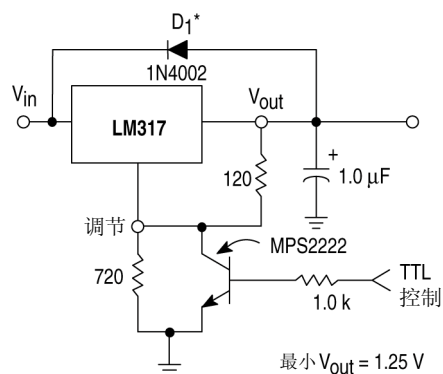 D1*
1N4002
Vin
LM317
Vout
120
+
1.0 μF
调节
MPS2222
720
1.0 k
TTL
控制
最小 Vout = 1.25 V